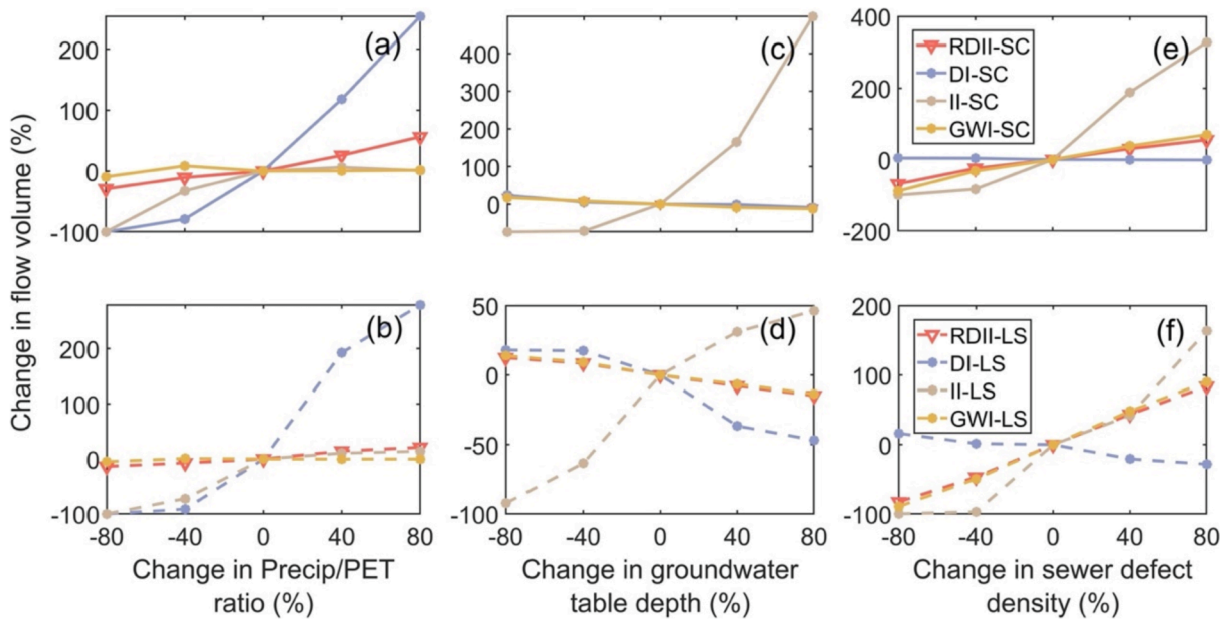 (a)
200
100
0
-100
(c)
500
400
300
200
100
0
(e)
400
200
0
-200
RDII-SC
DI-SC
II-SC
GWI-SC
Change in flow volume (%)
(b)
200
100
0
-100
(d)
50
0
-50
-100
(f)
200
100
0
-100
RDII-LS
DI-LS
II-LS
GWI-LS
-80 -40 0 40 80
-80 -40 0 40 80
-80 -40 0 40 80
Change in Precip/PET
ratio (%)
Change in groundwater
table depth (%)
Change in sewer defect
density (%)